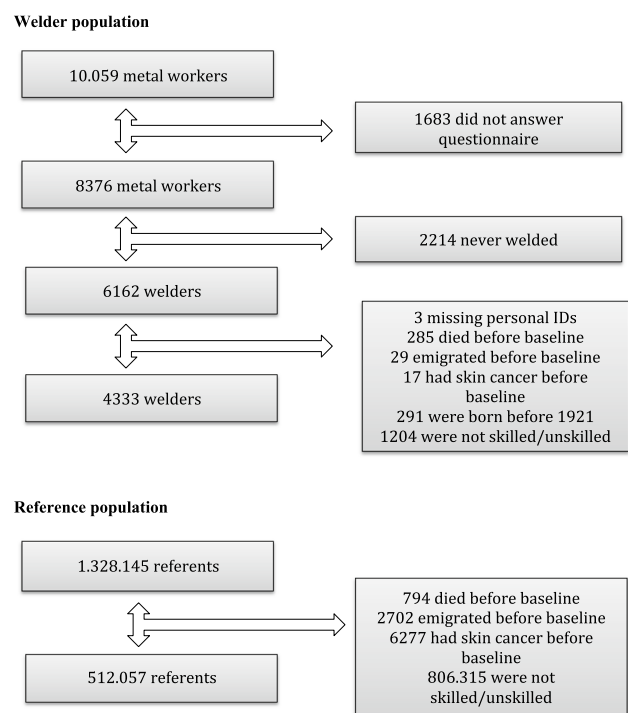 Welder population
10.059 metal workers
1683 did not answer
questionnaire
8376 metal workers
2214 never welded
6162 welders
3 missing personal IDs
285 died before baseline
29 emigrated before baseline
17 had skin cancer before
baseline
291 were born before 1921
1204 were not skilled/unskilled
4333 welders
Reference population
1.328.145 referents
794 died before baseline
2702 emigrated before baseline
6277 had skin cancer before
baseline
806.315 were not
skilled/unskilled
512.057 referents